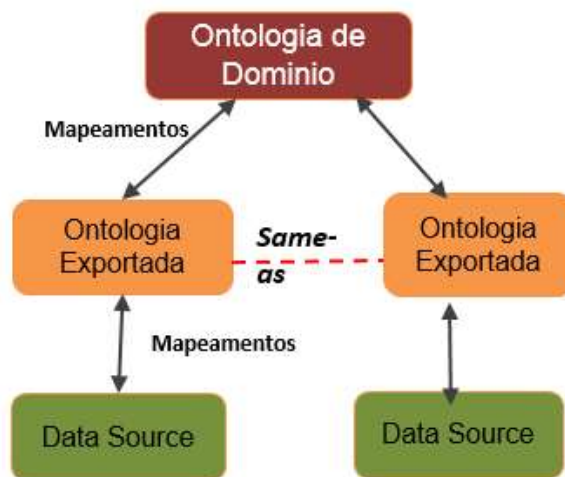 Ontologia de
Dominio
Mapeamentos
Ontologia
Exportada
Same-
as
Ontologia
Exportada
Mapeamentos
Data Source
Data Source